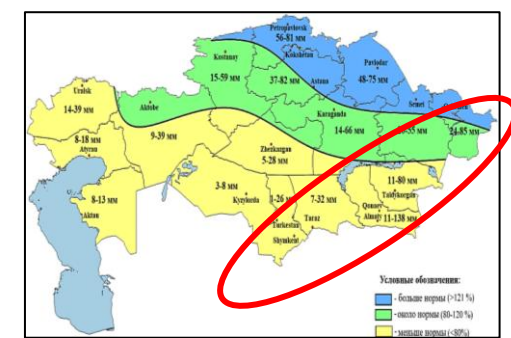 Petropavlovsk
56-81 мм
Kokshetau
Kostanay
15-59 мм
37-82 мм
Astana
Pavlodar
48-75 мм
Semei
Uralsk
14-39 мм
Aktobe
Karaganda
14-66 мм
24-85 мм
8-18 мм
Atyrau
9-39 мм
Zhezkazgan
5-28 мм
8-13 мм
Aktau
3-8 мм
Kyzylorda
Turkestan
Shymkent
7-32 мм
Taraz
11-80 мм
Taldykorgan
Qonaev
Almaty
11-138 мм
Условные обозначения:
- больше нормы (>121 %)
- около нормы (80-120 %)
- меньше нормы (<80%)